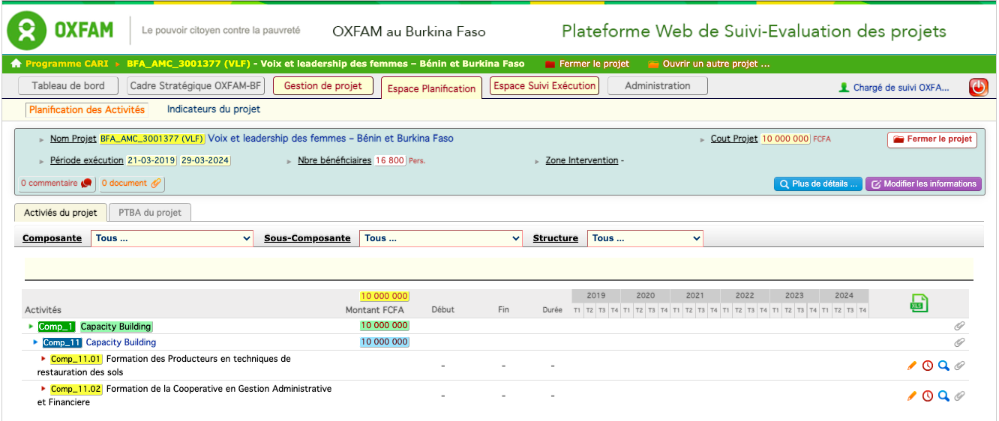 OXFAM
Le pouvoir citoyen contre la pauvreté
OXFAM au Burkina Faso
Plateforme Web de Suivi-Evaluation des projets
Programme CARI BFA_AMC_3001377 (VLF) - Voix et leadership des femmes – Bénin et Burkina Faso Fermer le projet Ouvrir un autre projet ...
Tableau de bord Cadre Stratégique OXFAM-BF Gestion de projet Espace Planification Espace Suivi Exécution Administration Chargé de suivi OXFA...
Planification des Activités Indicateurs du projet
Nom Projet BFA_AMC_3001377 (VLF) Voix et leadership des femmes – Bénin et Burkina Faso Cout Projet 10 000 000 FCFA Fermer le projet
Période exécution 21-03-2019 29-03-2024 Nbre bénéficiaires 16 800 Pers. Zone Intervention -
0 commentaire 0 document Plus de détails ... Modifier les informations
Activiés du projet PTBA du projet
Composante Tous ... Sous-Composante Tous ... Structure Tous ...
10 000 000 2019 2020 2021 2022 2023 2024
Activités Montant FCFA Début Fin Durée T1 T2 T3 T4 T1 T2 T3 T4 T1 T2 T3 T4 T1 T2 T3 T4 T1 T2 T3 T4 T1 T2 T3 T4 XLS
Comp_1 Capacity Building 10 000 000
Comp_11 Capacity Building 10 000 000
Comp_11.01 Formation des Producteurs en techniques de
restauration des sols - - -
Comp_11.02 Formation de la Cooperative en Gestion Administrative
et Financiere - - -